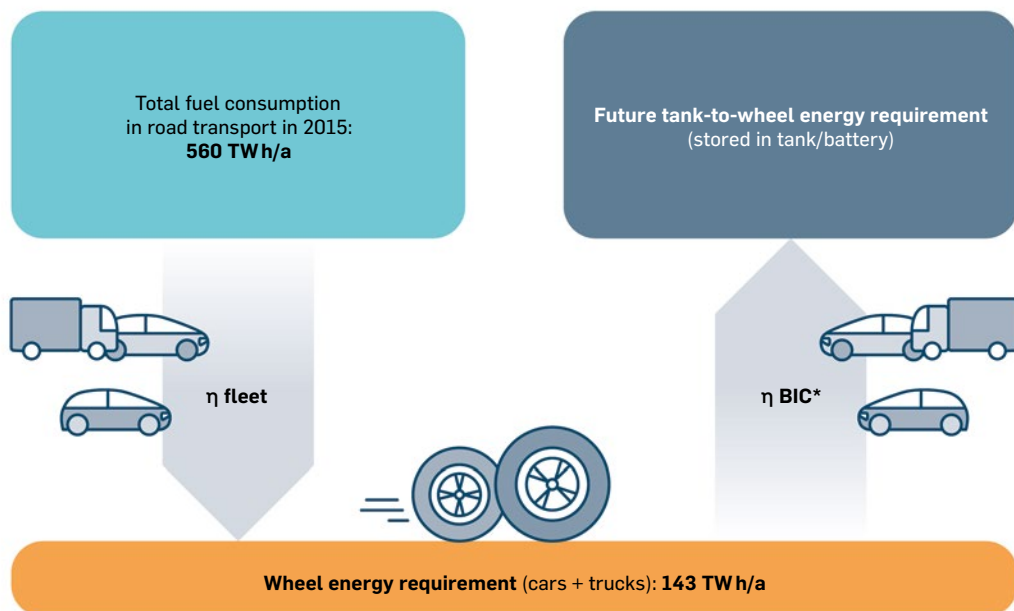 Total fuel consumption
in road transport in 2015:
560 TWh/a
Future tank-to-wheel energy requirement
(stored in tank/battery)
η fleet
η BIC*
Wheel energy requirement (cars + trucks): 143 TWh/a